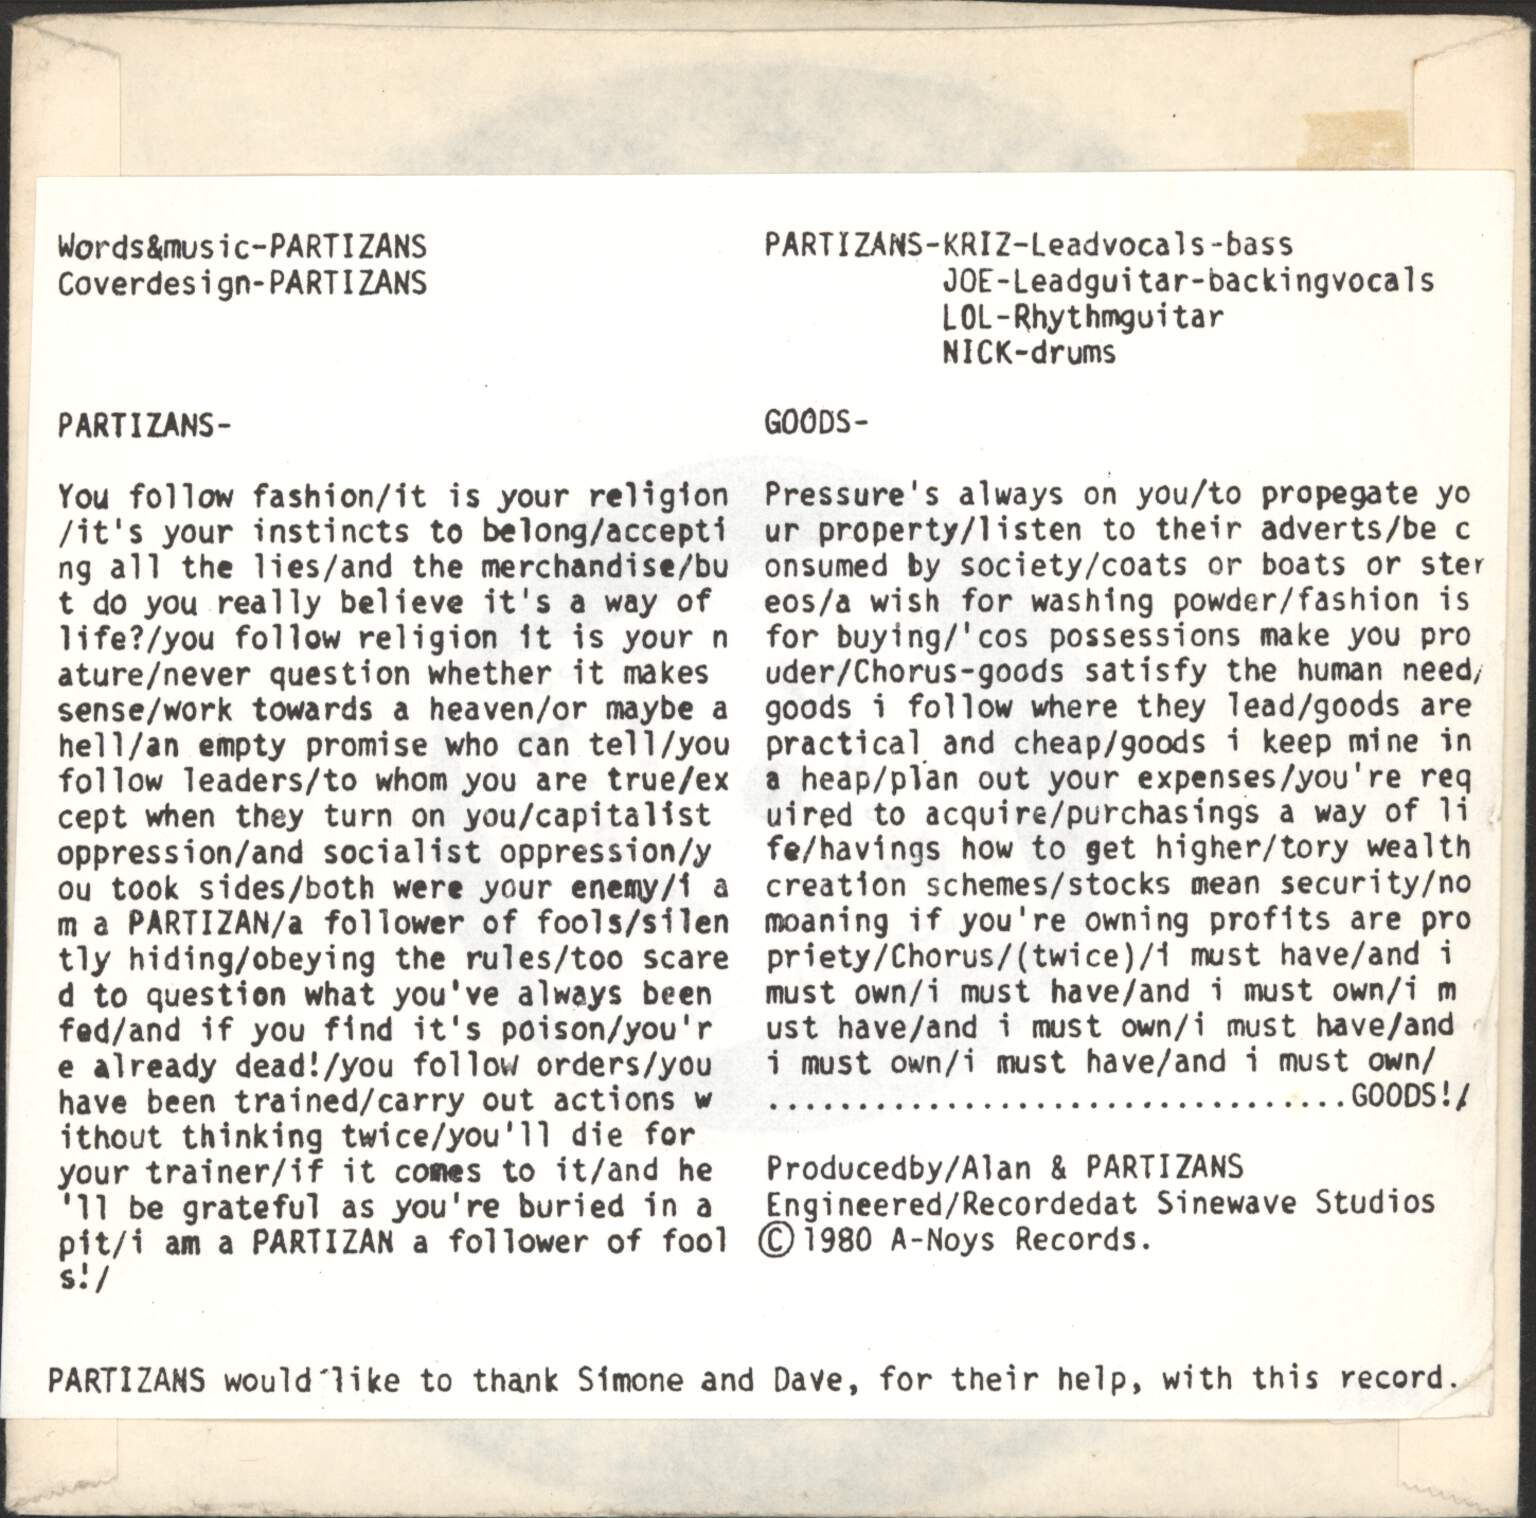 Words&music-PARTIZANS
Coverdesign-PARTIZANS
PARTIZANS-KRIZ-Leadvocals-bass
JOE-Leadguitar-backingvocals
LOL-Rhythmguitar
NICK-drums
PARTIZANS-
You follow fashion/it is your religion
/it's your instincts to belong/accepti
ng all the lies/and the merchandise/bu
t do you really believe it's a way of
life?/you follow religion it is your n
ature/never question whether it makes
sense/work towards a heaven/or maybe a
hell/an empty promise who can tell/you
follow leaders/to whom you are true/ex
cept when they turn on you/capitalist
oppression/and socialist oppression/y
ou took sides/both were your enemy/i a
m a PARTIZAN/a follower of fools/silen
tly hiding/obeying the rules/too scare
d to question what you've always been
fed/and if you find it's poison/you'r
e already dead!/you follow orders/you
have been trained/carry out actions w
ithout thinking twice/you'll die for
your trainer/if it comes to it/and he
'll be grateful as you're buried in a
pit/i am a PARTIZAN a follower of fool
s!/
GOODS-
Pressure's always on you/to propegate yo
ur property/listen to their adverts/be c
onsumed by society/coats or boats or ster
eos/a wish for washing powder/fashion is
for buying/'cos possessions make you pro
uder/Chorus-goods satisfy the human need/
goods i follow where they lead/goods are
practical and cheap/goods i keep mine in
a heap/plan out your expenses/you're req
uired to acquire/purchasings a way of li
fe/havings how to get higher/tory wealth
creation schemes/stocks mean security/no
moaning if you're owning profits are pro
priety/Chorus/(twice)/i must have/and i
must own/i must have/and i must own/i m
ust have/and i must own/i must have/and
i must own/i must have/and i must own/
.................................GOODS!/
Producedby/Alan & PARTIZANS
Engineered/Recordedat Sinewave Studios
©1980 A-Noys Records.
PARTIZANS would like to thank Simone and Dave, for their help, with this record.